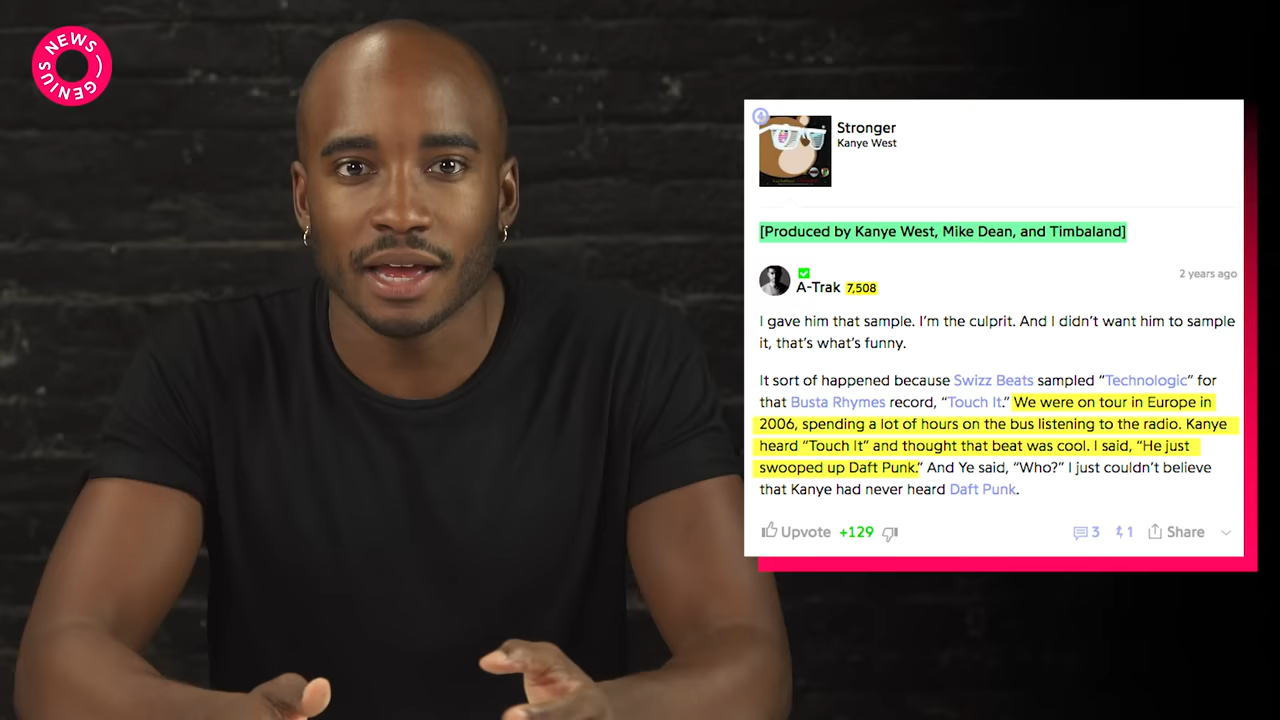 NEWS
GENIUS
4
Stronger
Kanye West
[Produced by Kanye West, Mike Dean, and Timbaland]
A-Trak 7,508
2 years ago
I gave him that sample. I’m the culprit. And I didn’t want him to sample
it, that’s what’s funny.
It sort of happened because Swizz Beats sampled “Technologic” for
that Busta Rhymes record, “Touch It.” We were on tour in Europe in
2006, spending a lot of hours on the bus listening to the radio. Kanye
heard “Touch It” and thought that beat was cool. I said, “He just
swooped up Daft Punk.” And Ye said, “Who?” I just couldn’t believe
that Kanye had never heard Daft Punk.
Upvote +129 3 1 Share